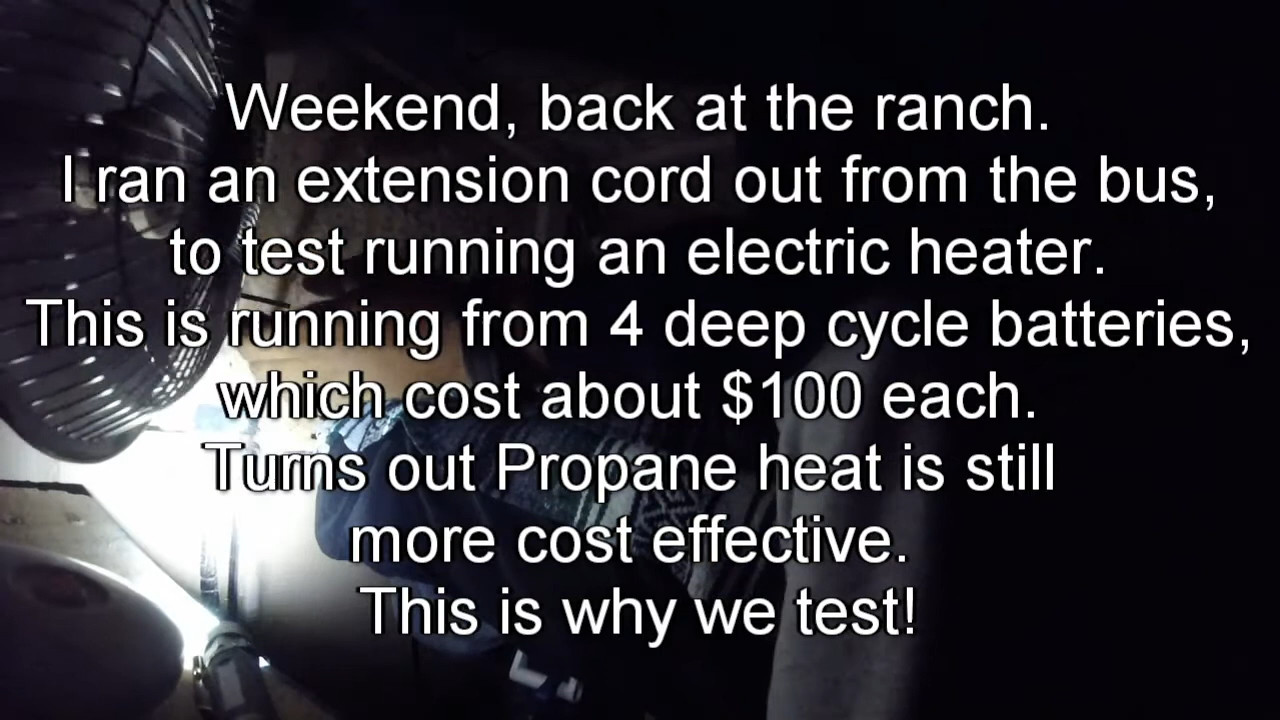 Weekend, back at the ranch.
I ran an extension cord out from the bus,
to test running an electric heater.
This is running from 4 deep cycle batteries,
which cost about $100 each.
Turns out Propane heat is still
more cost effective.
This is why we test!